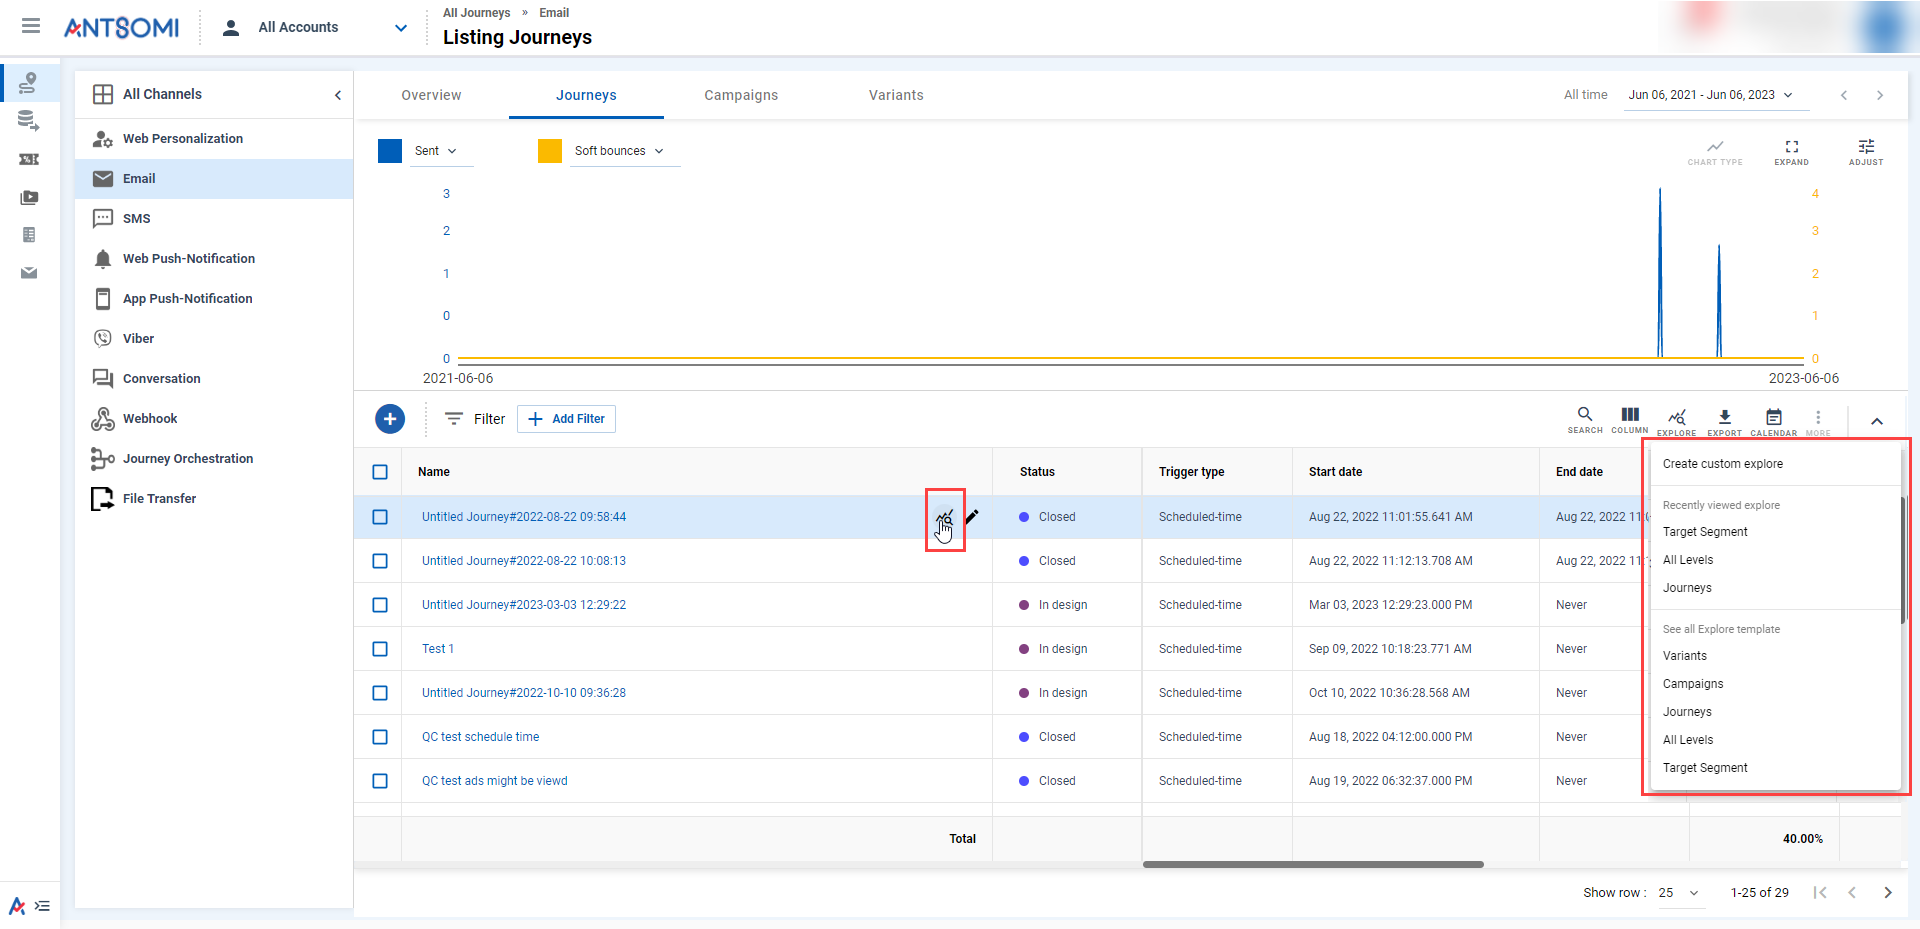 ANTSOMI
All Accounts
All Journeys » Email
Listing Journeys
All Channels
Web Personalization
Email
SMS
Web Push-Notification
App Push-Notification
Viber
Conversation
Webhook
Journey Orchestration
File Transfer
Overview Journeys Campaigns Variants
All time Jun 06, 2021 - Jun 06, 2023
Sent Soft bounces
CHART TYPE EXPAND ADJUST
3 4
2 3
1 2
0 1
0 0
2021-06-06 2023-06-06
Filter Add Filter
SEARCH COLUMN EXPLORE EXPORT CALENDAR MORE
Name Status Trigger type Start date End date
Untitled Journey#2022-08-22 09:58:44 Closed Scheduled-time Aug 22, 2022 11:01:55.641 AM Aug 22, 2022 11:
Untitled Journey#2022-08-22 10:08:13 Closed Scheduled-time Aug 22, 2022 11:12:13.708 AM Aug 22, 2022 11:
Untitled Journey#2023-03-03 12:29:22 In design Scheduled-time Mar 03, 2023 12:29:23.000 PM Never
Test 1 In design Scheduled-time Sep 09, 2022 10:18:23.771 AM Never
Untitled Journey#2022-10-10 09:36:28 In design Scheduled-time Oct 10, 2022 10:36:28.568 AM Never
QC test schedule time Closed Scheduled-time Aug 18, 2022 04:12:00.000 PM Never
QC test ads might be viewd Closed Scheduled-time Aug 19, 2022 06:32:37.000 PM Never
Total 40.00%
Create custom explore
Recently viewed explore
Target Segment
All Levels
Journeys
See all Explore template
Variants
Campaigns
Journeys
All Levels
Target Segment
Show row : 25 1-25 of 29